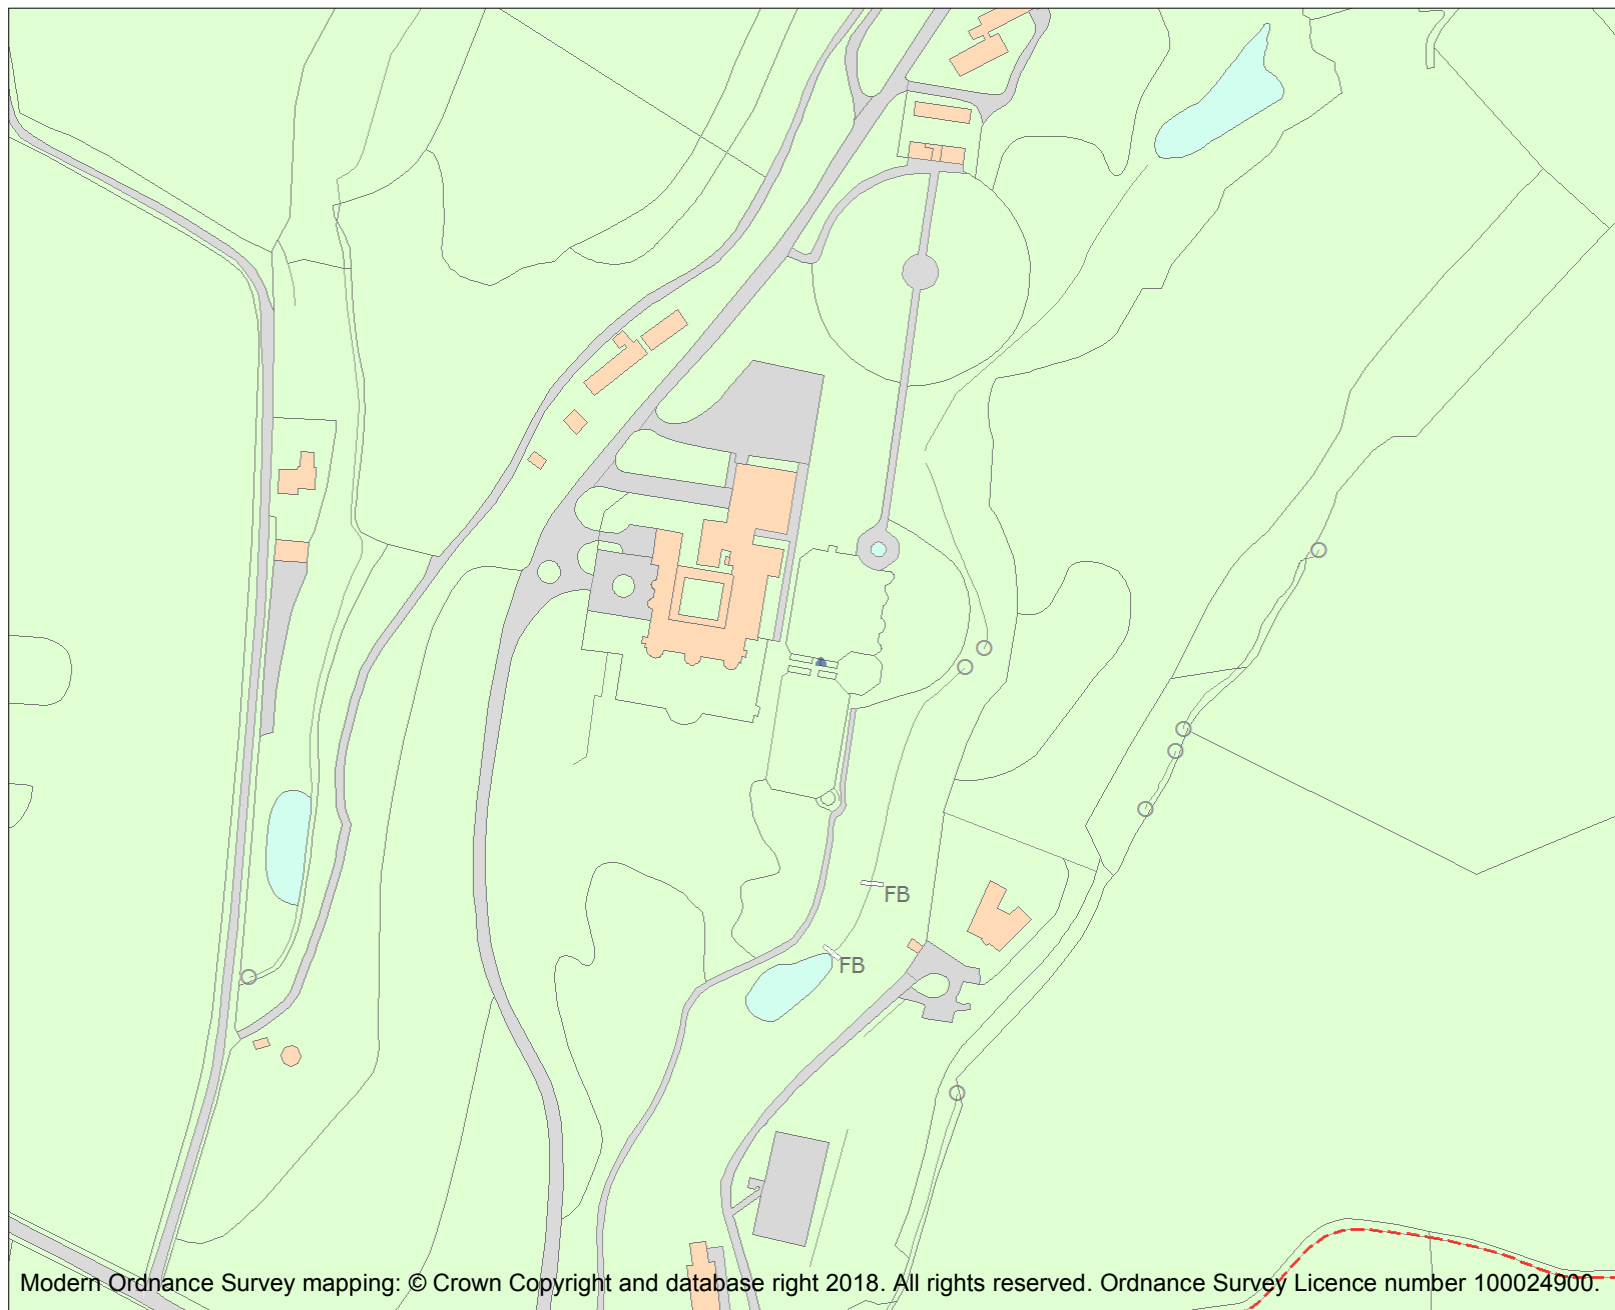 FB
FB
Modern Ordnance Survey mapping: © Crown Copyright and database right 2018. All rights reserved. Ordnance Survey Licence number 100024900.